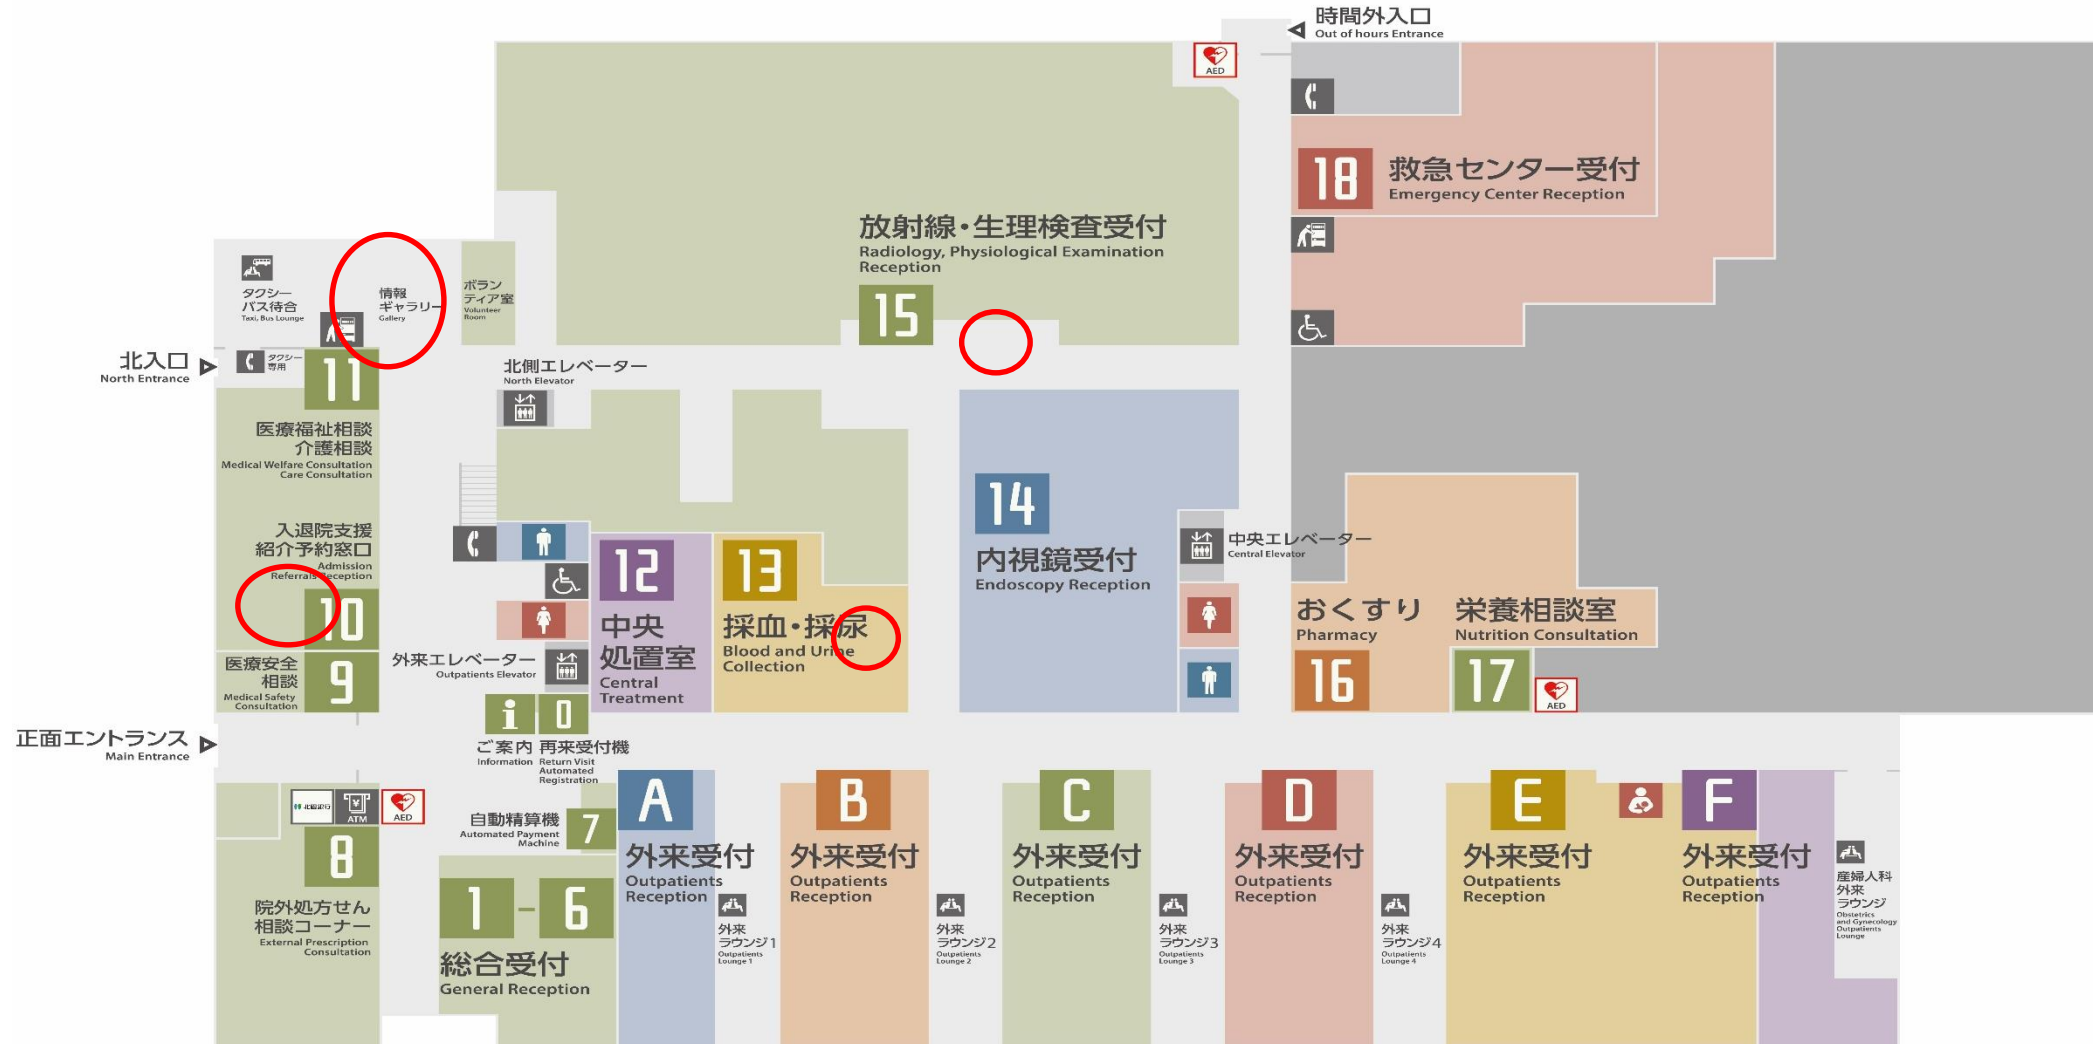 時間外入口
Out of hours Entrance
AED
18
救急センター受付
Emergency Center Reception
放射線・生理検査受付
Radiology, Physiological Examination
Reception
15
タクシー
バス待合
Taxi, Bus Lounge
情報
ギャラリー
Gallery
ボラン
ティア室
Volunteer
Room
北入口
North Entrance
タクシー
専用
11
医療福祉相談
介護相談
Medical Welfare Consultation
Care Consultation
北側エレベーター
North Elevator
入退院支援
紹介予約窓口
Admission
Referrals Reception
10
医療安全
相談
Medical Safety
Consultation
9
外来エレベーター
Outpatients Elevator
12
中央
処置室
Central
Treatment
13
採血・採尿
Blood and Urine
Collection
14
内視鏡受付
Endoscopy Reception
中央エレベーター
Central Elevator
おくすり
Pharmacy
16
栄養相談室
Nutrition Consultation
17
AED
正面エントランス
Main Entrance
i
ご案内
Information
0
再来受付機
Return Visit
Automated
Registration
ATM
AED
8
院外処方せん
相談コーナー
External Prescription
Consultation
自動精算機
Automated Payment
Machine
7
1 - 6
総合受付
General Reception
A
外来受付
Outpatients
Reception
外来
ラウンジ1
Outpatients
Lounge 1
B
外来受付
Outpatients
Reception
外来
ラウンジ2
Outpatients
Lounge 2
C
外来受付
Outpatients
Reception
外来
ラウンジ3
Outpatients
Lounge 3
D
外来受付
Outpatients
Reception
外来
ラウンジ4
Outpatients
Lounge 4
E
外来受付
Outpatients
Reception
F
外来受付
Outpatients
Reception
産婦人科
外来
ラウンジ
Obstetrics
and Gynecology
Outpatients
Lounge